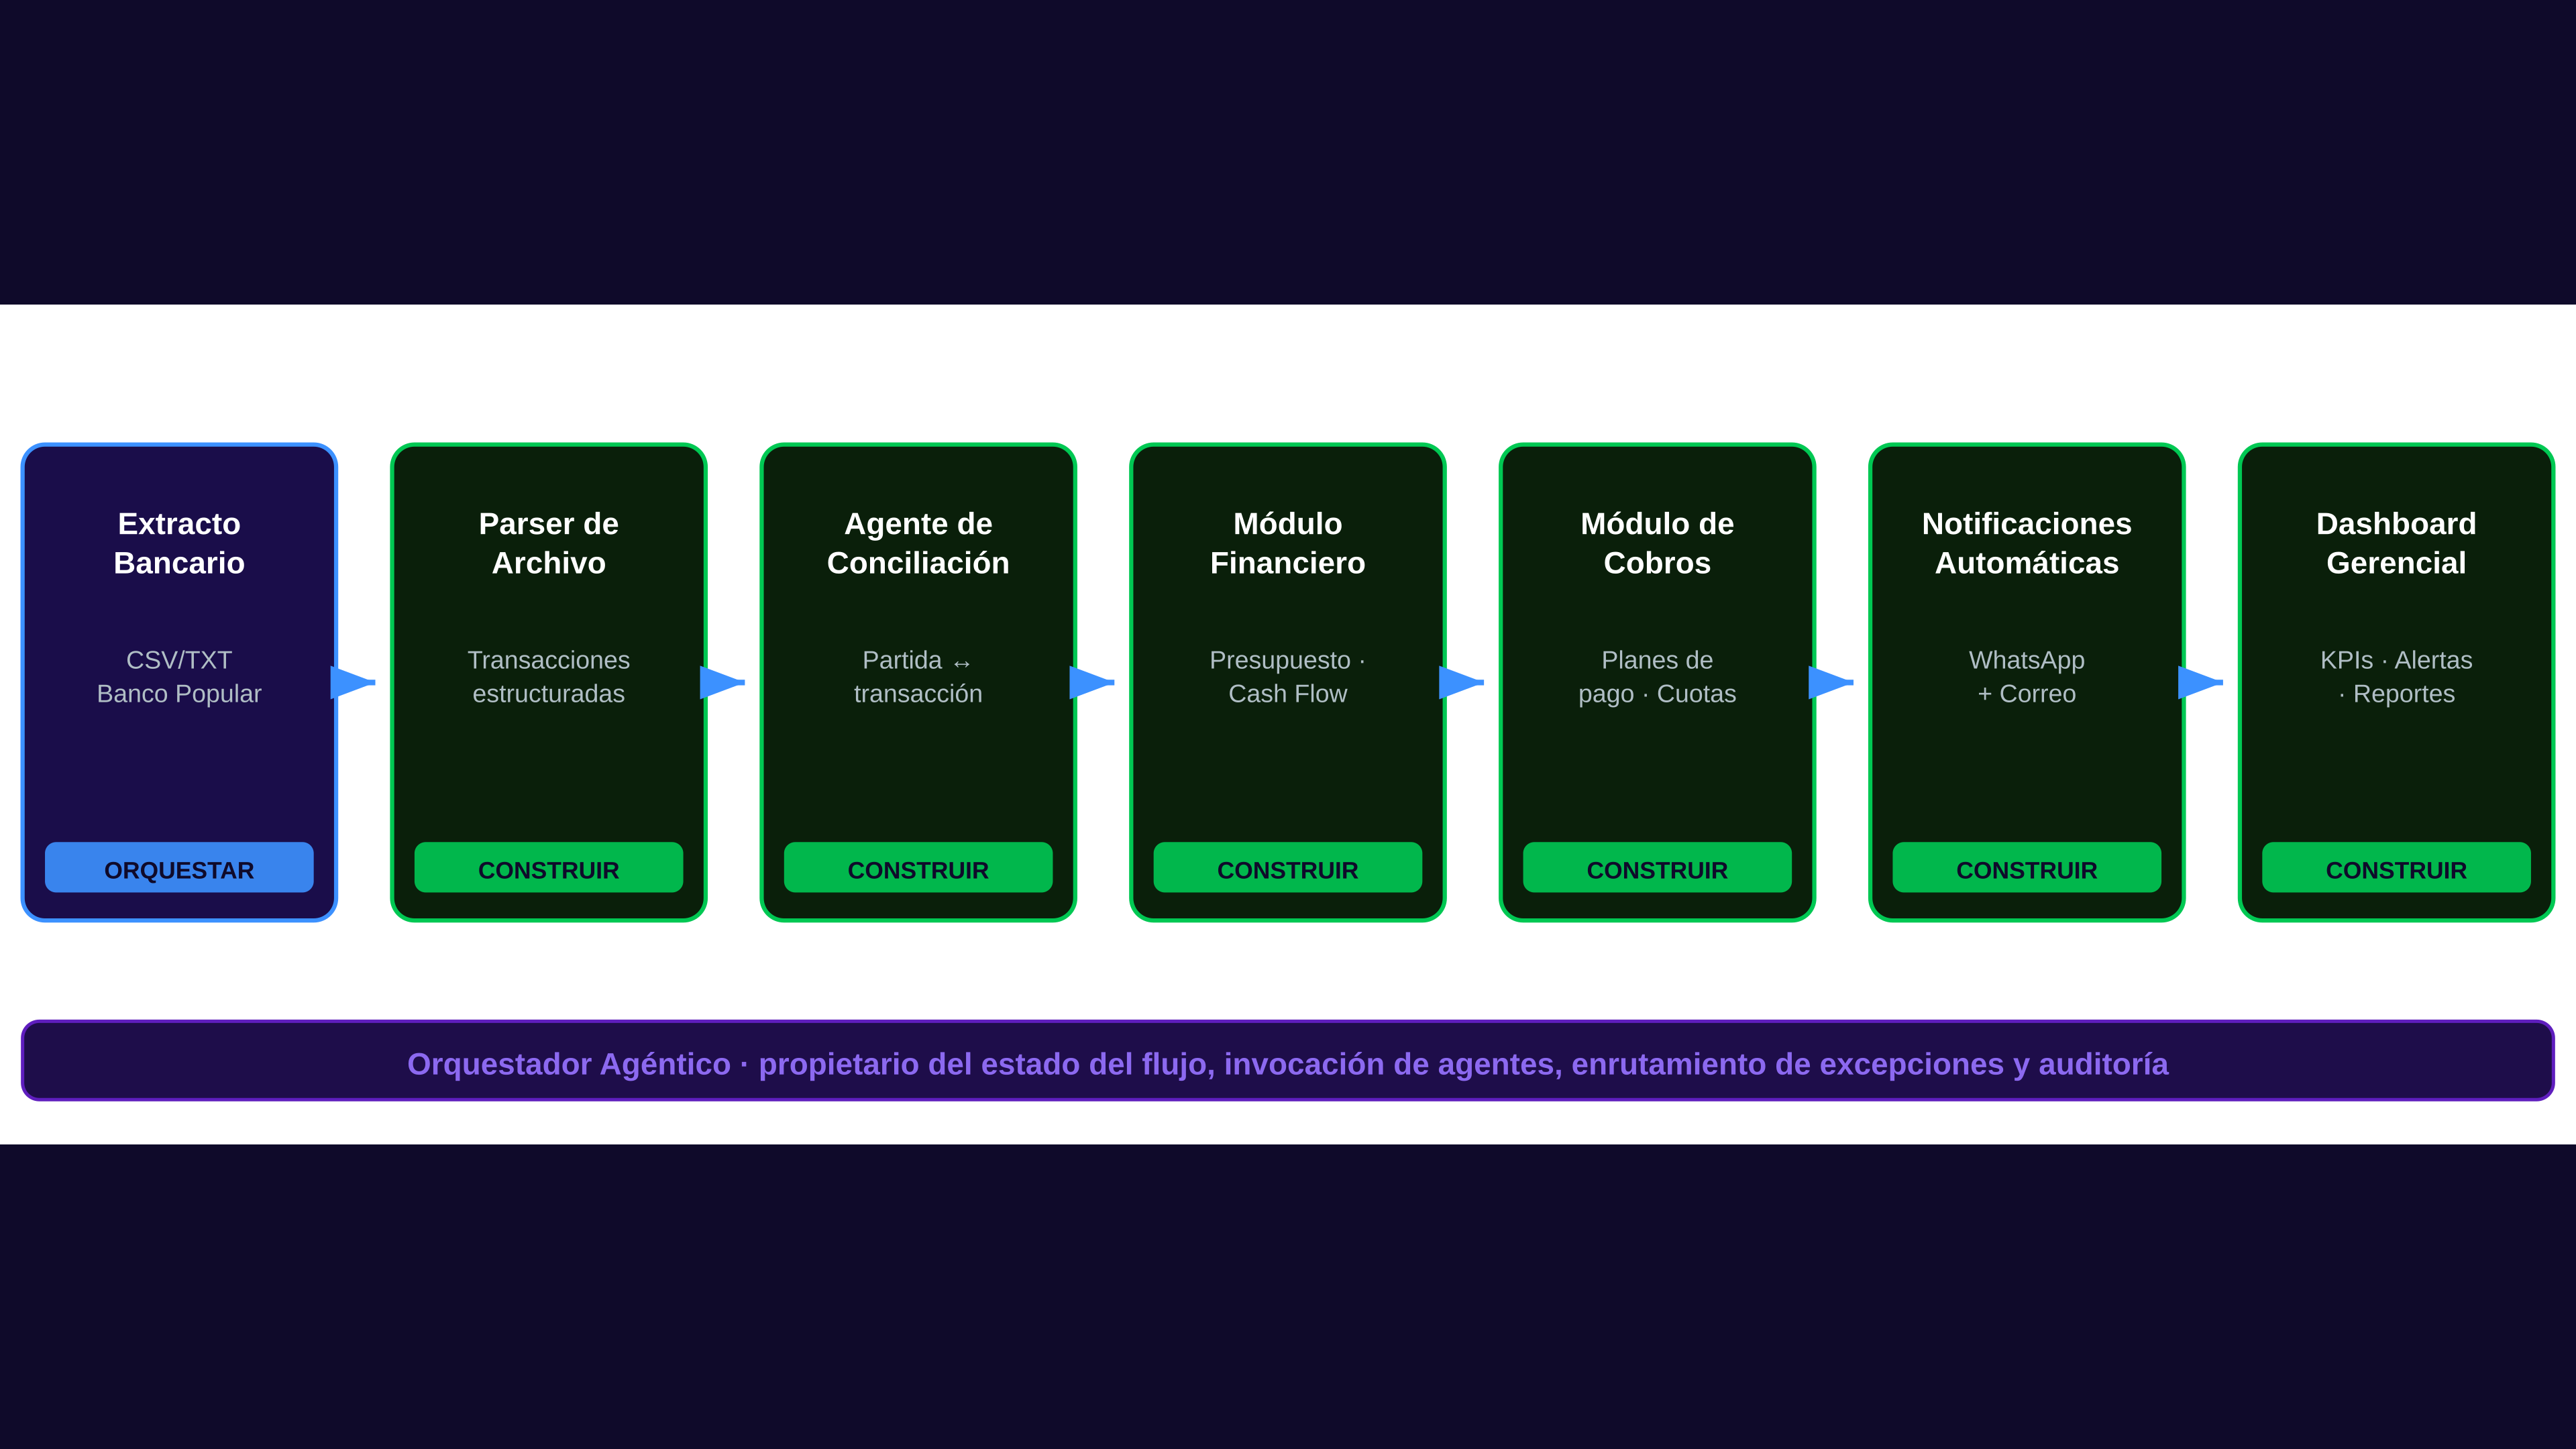 Extracto
Bancario
CSV/TXT
Banco Popular
ORQUESTAR
Parser de
Archivo
Transacciones
estructuradas
CONSTRUIR
Agente de
Conciliación
Partida ↔
transacción
CONSTRUIR
Módulo
Financiero
Presupuesto ·
Cash Flow
CONSTRUIR
Módulo de
Cobros
Planes de
pago · Cuotas
CONSTRUIR
Notificaciones
Automáticas
WhatsApp
+ Correo
CONSTRUIR
Dashboard
Gerencial
KPIs · Alertas
· Reportes
CONSTRUIR
Orquestador Agéntico · propietario del estado del flujo, invocación de agentes, enrutamiento de excepciones y auditoría